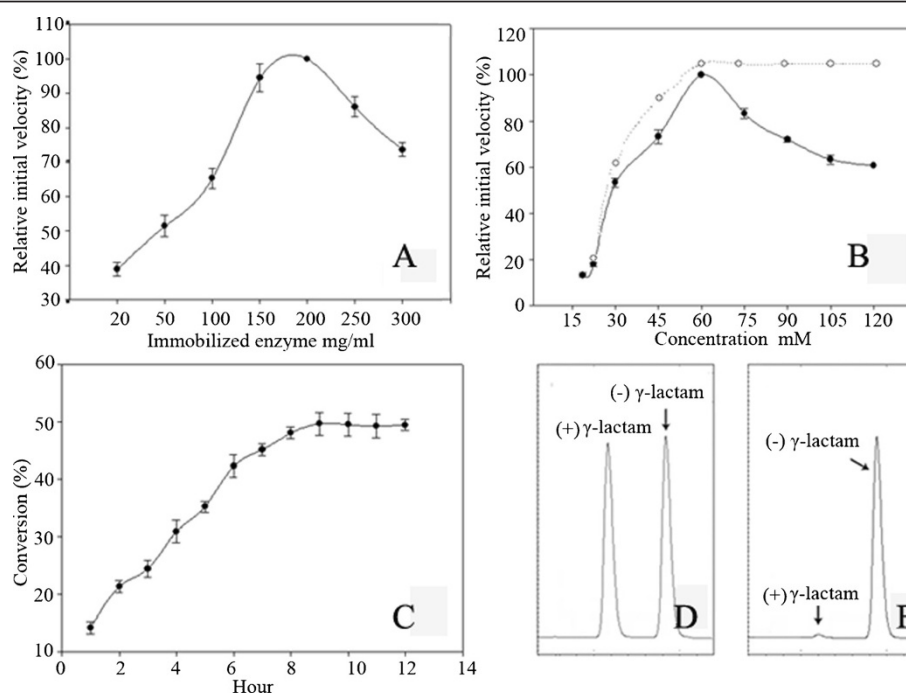 110
100
90
80
70
60
50
40
30
Relative initial velocity (%)
A
20 50 100 150 200 250 300
Immobilized enzyme mg/ml
120
100
80
60
40
20
0
Relative initial velocity (%)
B
15 30 45 60 75 90 105 120
Concentration mM
60
50
40
30
20
10
Conversion (%)
C
0 2 4 6 8 10 12 14
Hour
(-) γ-lactam
(+) γ-lactam
D
(-) γ-lactam
(+) γ-lactam